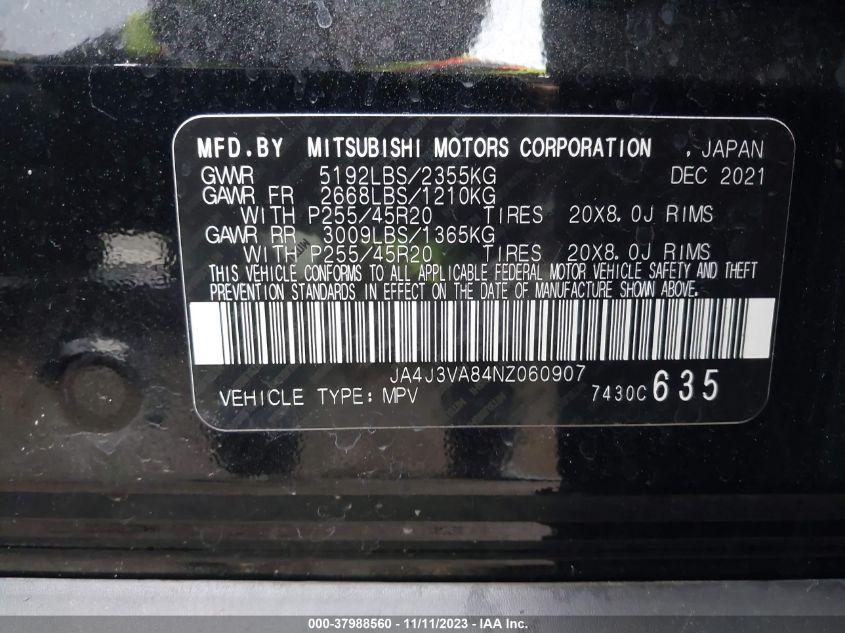 MFD.BY MITSUBISHI MOTORS CORPORATION , JAPAN
GVWR 5192LBS/2355KG DEC 2021
GAWR FR 2668LBS/1210KG
WITH P255/45R20 TIRES 20X8.0J RIMS
GAWR RR 3009LBS/1365KG
WITH P255/45R20 TIRES 20X8.0J RIMS
THIS VEHICLE CONFORMS TO ALL APPLICABLE FEDERAL MOTOR VEHICLE SAFETY AND THEFT
PREVENTION STANDARDS IN EFFECT ON THE DATE OF MANUFACTURE SHOWN ABOVE.
JA4J3VA84NZ060907
VEHICLE TYPE: MPV 7430C 635
000-37988560 - 11/11/2023 - IAA Inc.